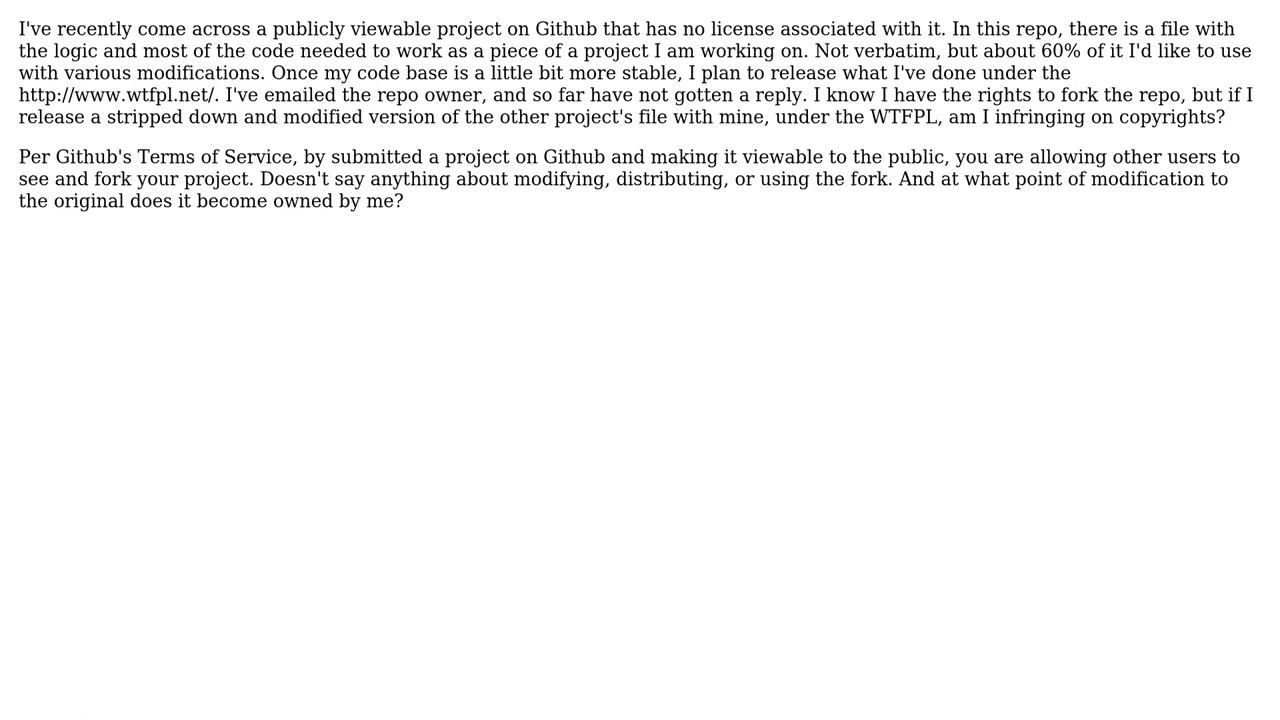 I've recently come across a publicly viewable project on Github that has no license associated with it. In this repo, there is a file with
the logic and most of the code needed to work as a piece of a project I am working on. Not verbatim, but about 60% of it I'd like to use
with various modifications. Once my code base is a little bit more stable, I plan to release what I've done under the
http://www.wtfpl.net/. I've emailed the repo owner, and so far have not gotten a reply. I know I have the rights to fork the repo, but if I
release a stripped down and modified version of the other project's file with mine, under the WTFPL, am I infringing on copyrights?
Per Github's Terms of Service, by submitted a project on Github and making it viewable to the public, you are allowing other users to
see and fork your project. Doesn't say anything about modifying, distributing, or using the fork. And at what point of modification to
the original does it become owned by me?